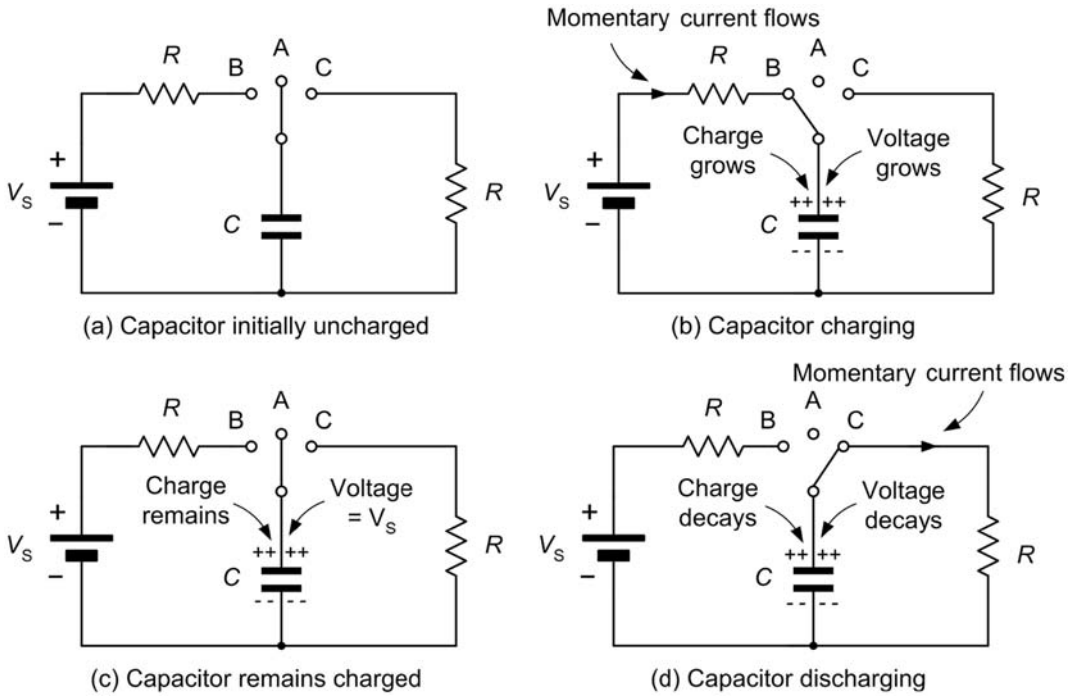 A
R B C
+
V_S
−
C
R
(a) Capacitor initially uncharged
Momentary current flows
A
R B C
Charge grows
Voltage grows
+
V_S
−
++ ++
C
- - - -
R
(b) Capacitor charging
A
R B C
Charge remains
Voltage = V_S
+
V_S
−
++ ++
C
- - - -
R
(c) Capacitor remains charged
Momentary current flows
A
R B C
Charge decays
Voltage decays
+
V_S
−
++ ++
C
- - - -
R
(d) Capacitor discharging